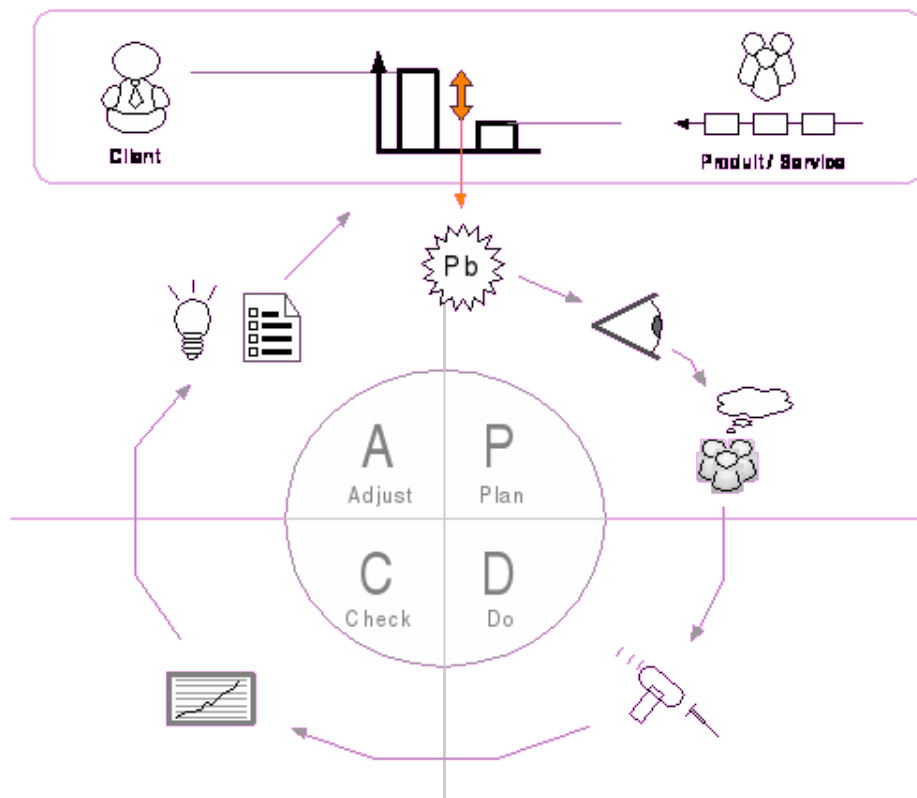 Client
Produit / Service
Pb
A
Adjust
P
Plan
C
Check
D
Do